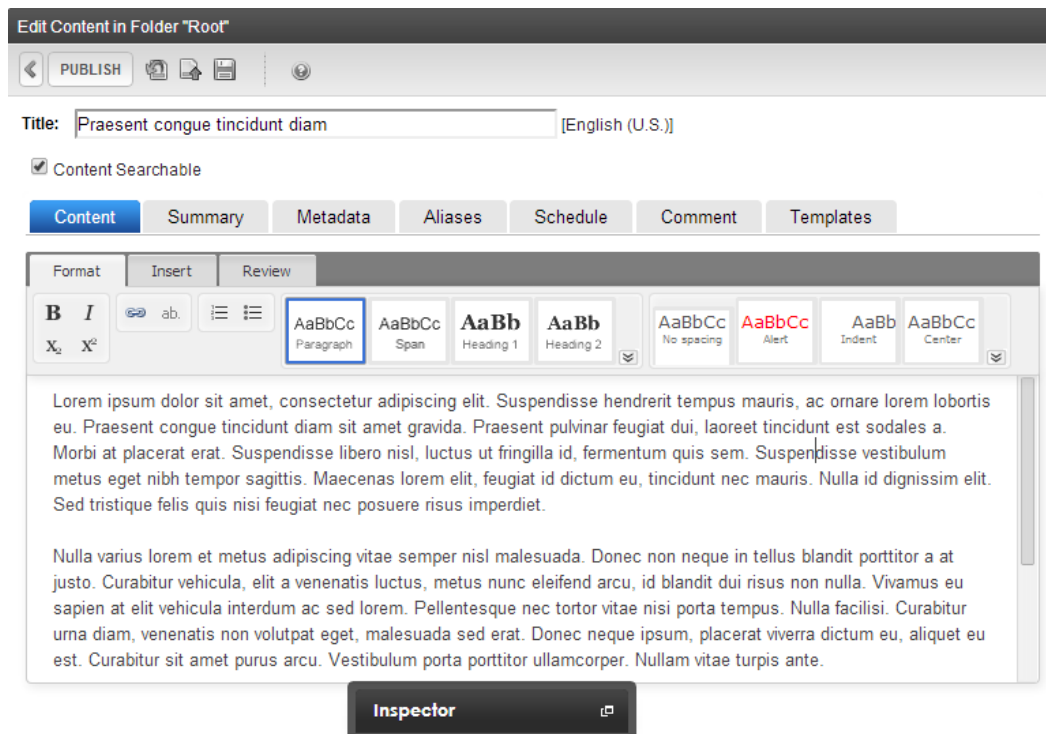 Edit Content in Folder "Root"
PUBLISH
Title: Praesent congue tincidunt diam [English (U.S.)]
Content Searchable
Content Summary Metadata Aliases Schedule Comment Templates
Format Insert Review
B I ab.
X₂ X²
AaBbCc AaBbCc AaBb AaBb AaBbCc AaBbCc AaBb AaBbCc
Paragraph Span Heading 1 Heading 2 No spacing Alert Indent Center
Lorem ipsum dolor sit amet, consectetur adipiscing elit. Suspendisse hendrerit tempus mauris, ac ornare lorem lobortis
eu. Praesent congue tincidunt diam sit amet gravida. Praesent pulvinar feugiat dui, laoreet tincidunt est sodales a.
Morbi at placerat erat. Suspendisse libero nisl, luctus ut fringilla id, fermentum quis sem. Suspendisse vestibulum
metus eget nibh tempor sagittis. Maecenas lorem elit, feugiat id dictum eu, tincidunt nec mauris. Nulla id dignissim elit.
Sed tristique felis quis nisi feugiat nec posuere risus imperdiet.
Nulla varius lorem et metus adipiscing vitae semper nisl malesuada. Donec non neque in tellus blandit porttitor a at
justo. Curabitur vehicula, elit a venenatis luctus, metus nunc eleifend arcu, id blandit dui risus non nulla. Vivamus eu
sapien at elit vehicula interdum ac sed lorem. Pellentesque nec tortor vitae nisi porta tempus. Nulla facilisi. Curabitur
urna diam, venenatis non volutpat eget, malesuada sed erat. Donec neque ipsum, placerat viverra dictum eu, aliquet eu
est. Curabitur sit amet purus arcu. Vestibulum porta porttitor ullamcorper. Nullam vitae turpis ante.
Inspector